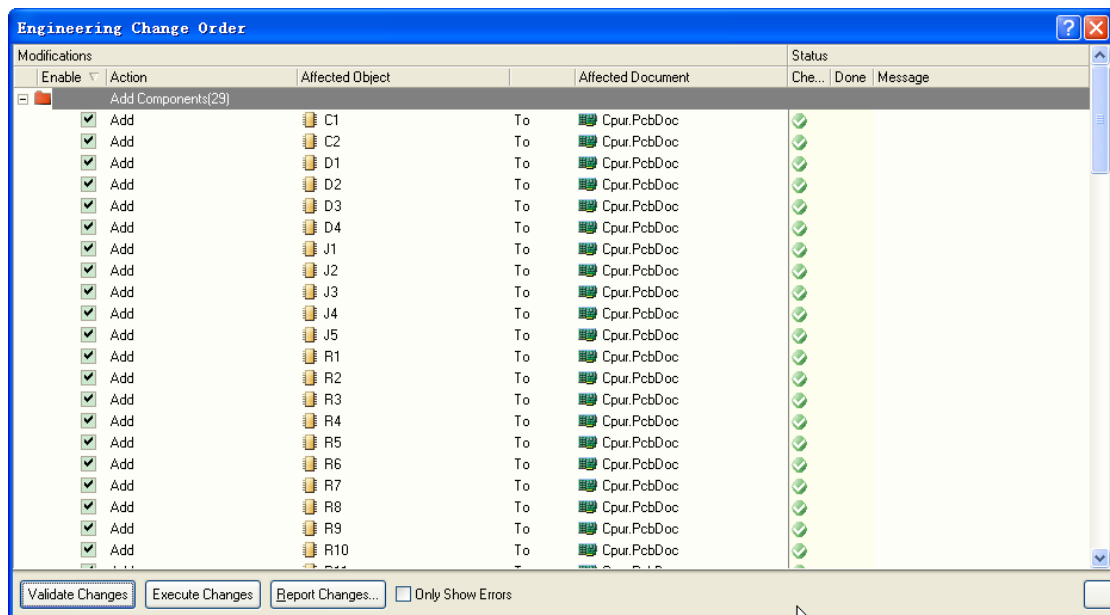 Engineering Change Order
Modifications Status
Enable Action Affected Object Affected Document Che... Done Message
Add Components(29)
Add C1 To Cpur.PcbDoc
Add C2 To Cpur.PcbDoc
Add D1 To Cpur.PcbDoc
Add D2 To Cpur.PcbDoc
Add D3 To Cpur.PcbDoc
Add D4 To Cpur.PcbDoc
Add J1 To Cpur.PcbDoc
Add J2 To Cpur.PcbDoc
Add J3 To Cpur.PcbDoc
Add J4 To Cpur.PcbDoc
Add J5 To Cpur.PcbDoc
Add R1 To Cpur.PcbDoc
Add R2 To Cpur.PcbDoc
Add R3 To Cpur.PcbDoc
Add R4 To Cpur.PcbDoc
Add R5 To Cpur.PcbDoc
Add R6 To Cpur.PcbDoc
Add R7 To Cpur.PcbDoc
Add R8 To Cpur.PcbDoc
Add R9 To Cpur.PcbDoc
Add R10 To Cpur.PcbDoc
Validate Changes Execute Changes Report Changes... Only Show Errors